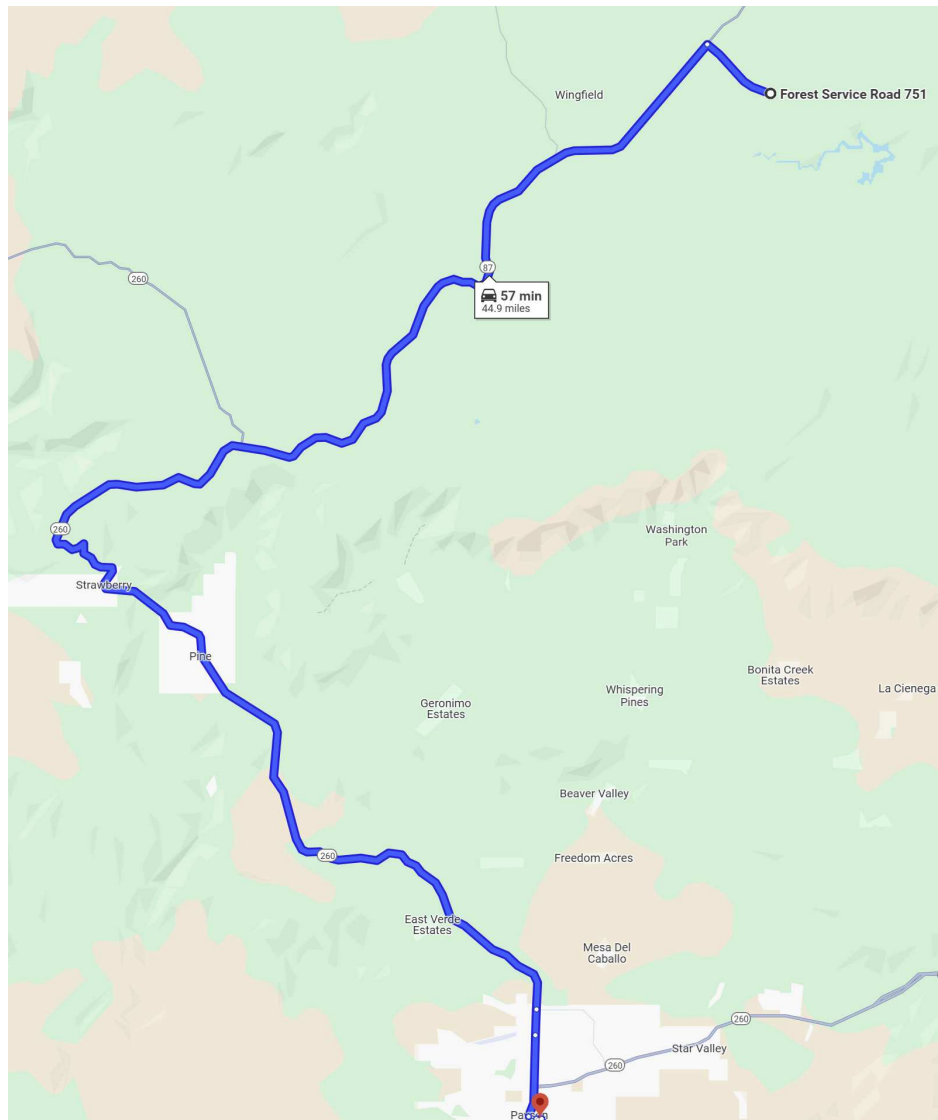 Wingfield
Forest Service Road 751
87
260
57 min
44.9 miles
260
Washington
Park
Strawberry
Pine
Bonita Creek
Estates
La Cienega
Geronimo
Estates
Whispering
Pines
Beaver Valley
260
Freedom Acres
East Verde
Estates
Mesa Del
Caballo
260
Star Valley
260